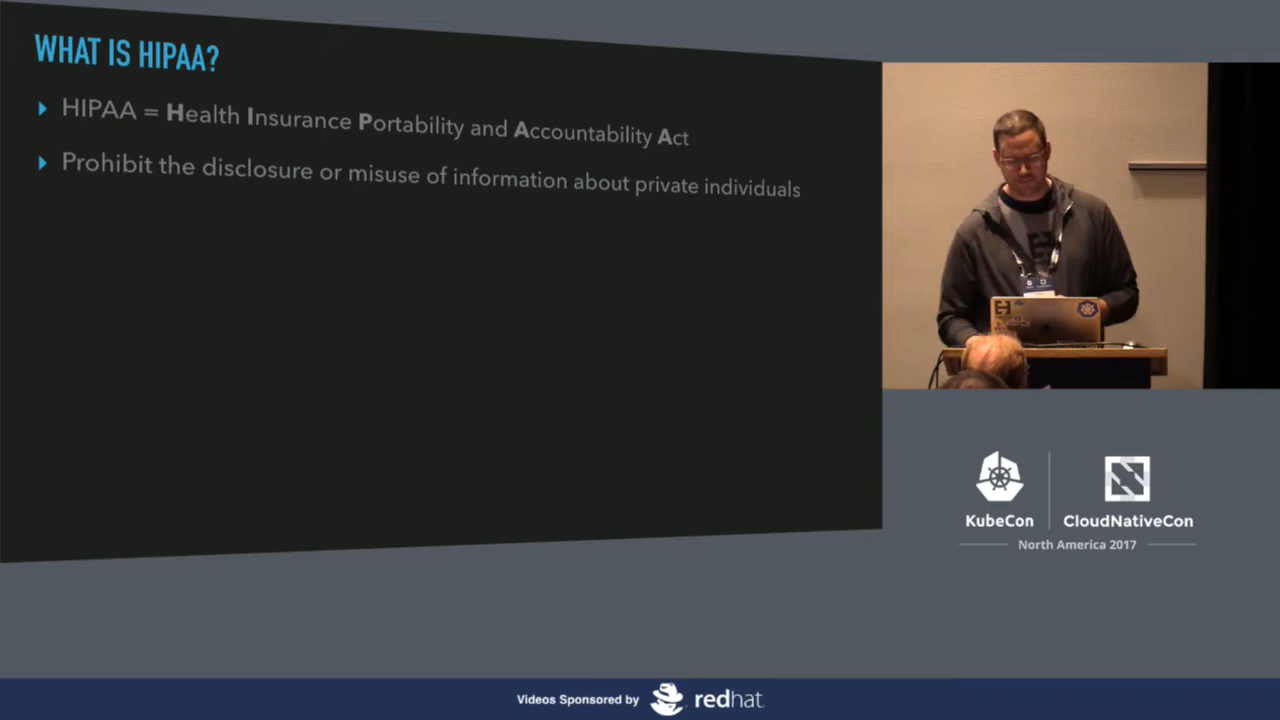 WHAT IS HIPAA?
HIPAA = Health Insurance Portability and Accountability Act
Prohibit the disclosure or misuse of information about private individuals
KubeCon
CloudNativeCon
North America 2017
Videos Sponsored by
redhat